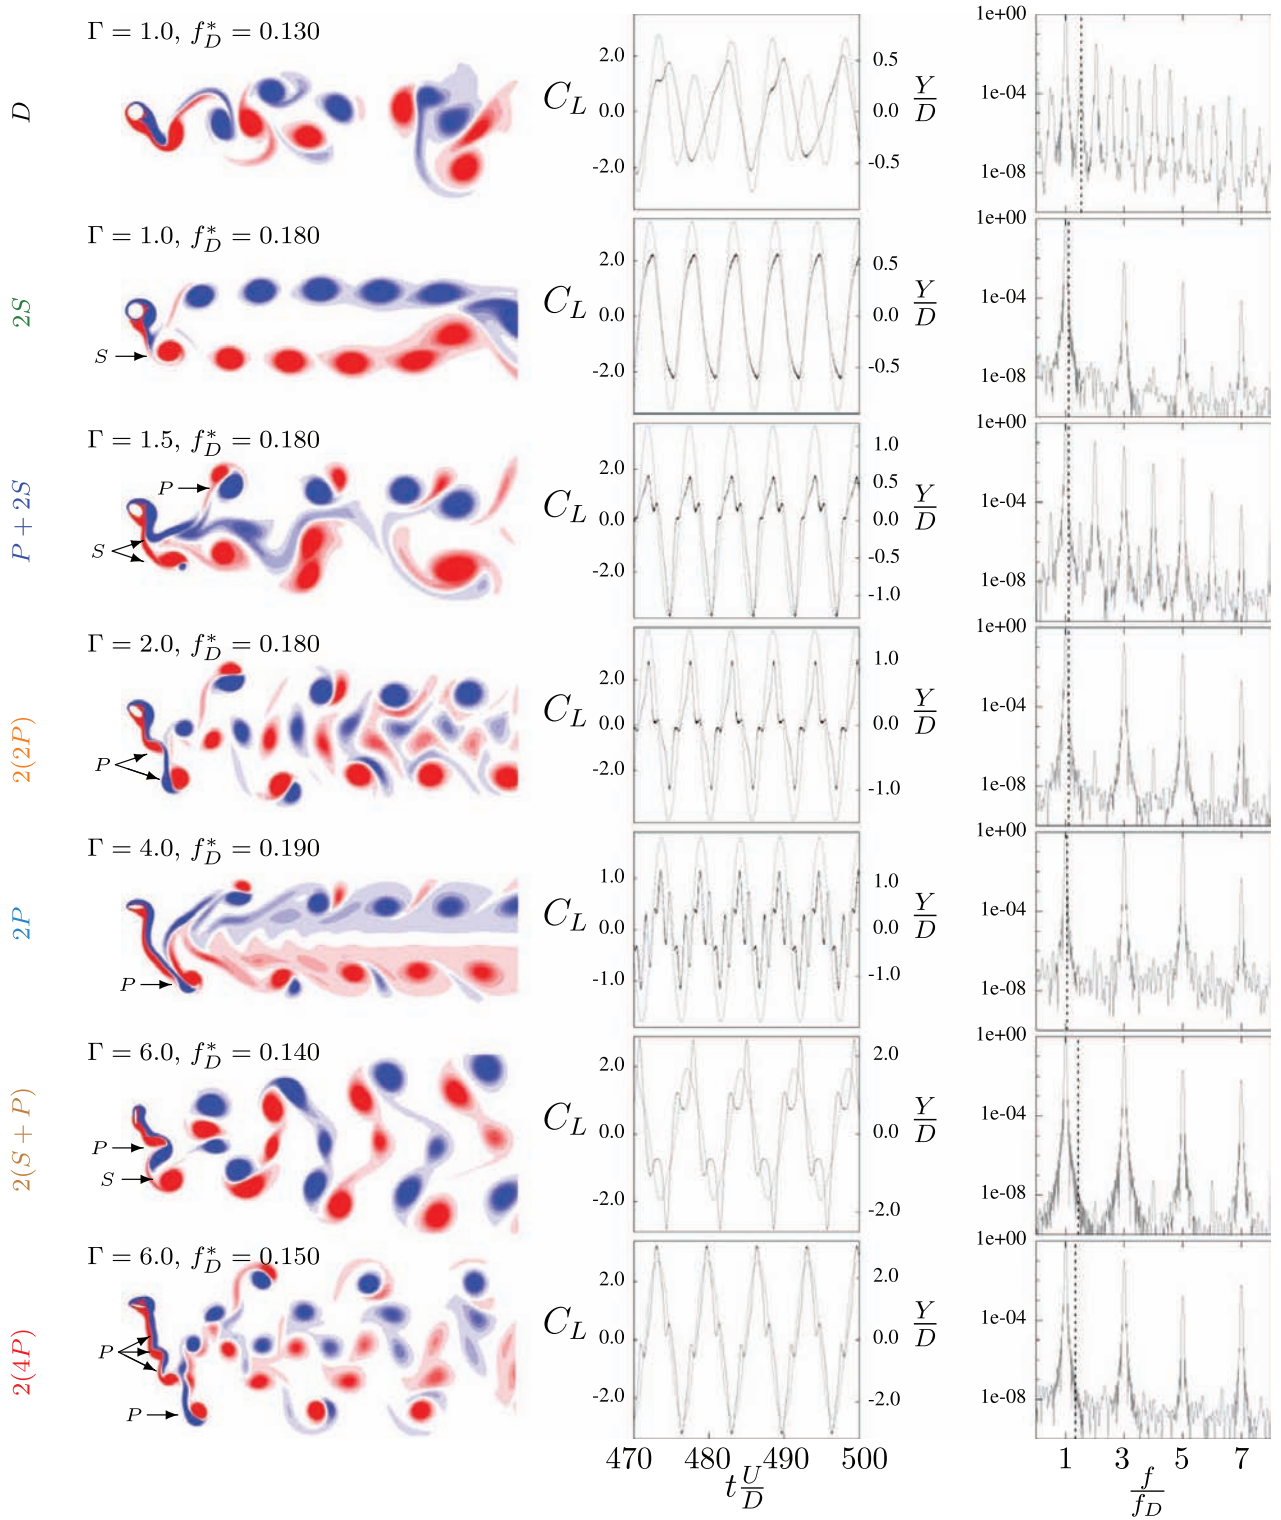 D
Γ = 1.0, f*_D = 0.130
C_L
2.0
0.0
-2.0
0.5
0.0
-0.5
Y/D
1e+00
1e-04
1e-08
2S
Γ = 1.0, f*_D = 0.180
S
C_L
2.0
0.0
-2.0
0.5
0.0
-0.5
Y/D
1e+00
1e-04
1e-08
P + 2S
Γ = 1.5, f*_D = 0.180
P
S
C_L
2.0
0.0
-2.0
1.0
0.5
0.0
-0.5
-1.0
Y/D
1e+00
1e-04
1e-08
2(2P)
Γ = 2.0, f*_D = 0.180
P
C_L
2.0
0.0
-2.0
1.0
0.0
-1.0
Y/D
1e+00
1e-04
1e-08
2P
Γ = 4.0, f*_D = 0.190
P
C_L
1.0
0.0
-1.0
1.0
0.0
-1.0
Y/D
1e+00
1e-04
1e-08
2(S + P)
Γ = 6.0, f*_D = 0.140
P
S
C_L
2.0
0.0
-2.0
2.0
0.0
-2.0
Y/D
1e+00
1e-04
1e-08
2(4P)
Γ = 6.0, f*_D = 0.150
P
P
C_L
2.0
0.0
-2.0
2.0
0.0
-2.0
Y/D
1e+00
1e-04
1e-08
470 480 490 500
t U/D
1 3 5 7
f/f_D